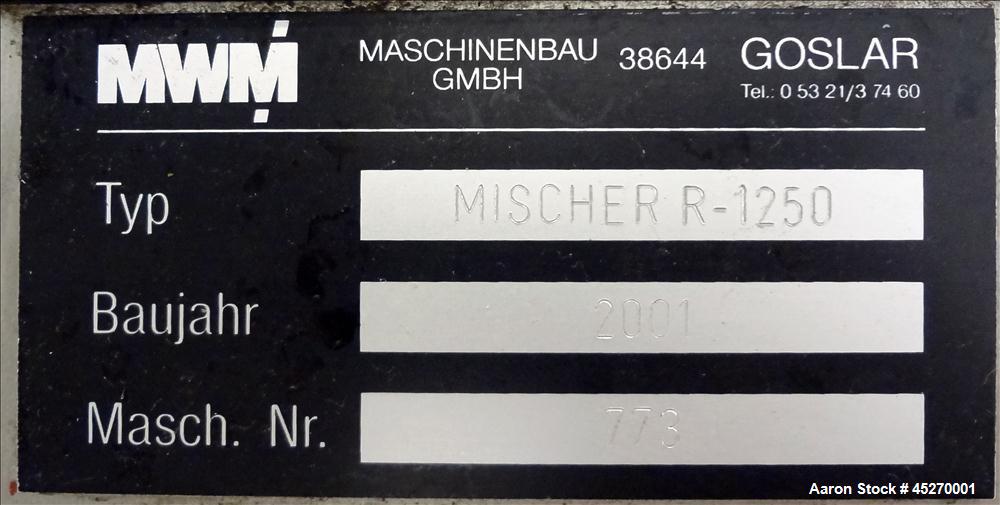 MWM
MASCHINENBAU
GMBH
38644
GOSLAR
Tel.: 0 53 21/3 74 60
Typ MISCHER R-1250
Baujahr 2001
Masch. Nr. 773
Aaron Stock # 45270001